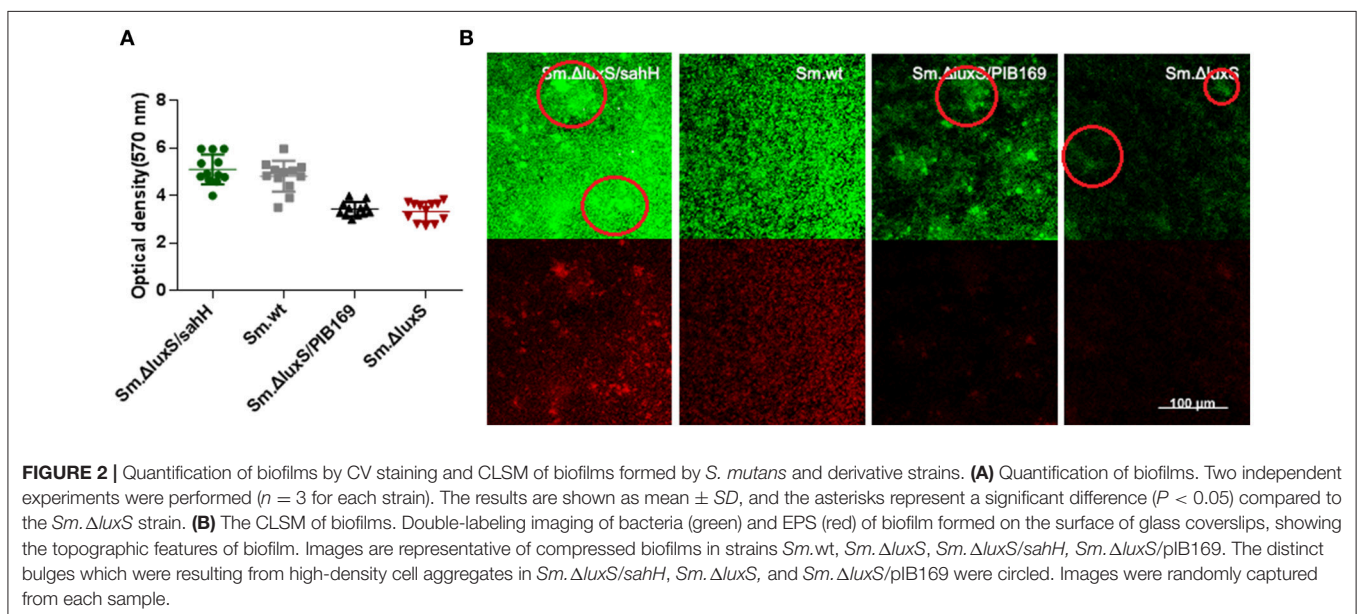 A
B
Optical density(570 nm)
8
6
4
2
0
Sm.ΔluxS/sahH
Sm.wt
Sm.ΔluxS/PIB169
Sm.ΔluxS
Sm.ΔluxS/sahH
Sm.wt
Sm.ΔluxS/PIB169
Sm.ΔluxS
100 µm
FIGURE 2 | Quantification of biofilms by CV staining and CLSM of biofilms formed by S. mutans and derivative strains. (A) Quantification of biofilms. Two independent
experiments were performed (n = 3 for each strain). The results are shown as mean ± SD, and the asterisks represent a significant difference (P < 0.05) compared to
the Sm.ΔluxS strain. (B) The CLSM of biofilms. Double-labeling imaging of bacteria (green) and EPS (red) of biofilm formed on the surface of glass coverslips, showing
the topographic features of biofilm. Images are representative of compressed biofilms in strains Sm.wt, Sm.ΔluxS, Sm.ΔluxS/sahH, Sm.ΔluxS/pIB169. The distinct
bulges which were resulting from high-density cell aggregates in Sm.ΔluxS/sahH, Sm.ΔluxS, and Sm.ΔluxS/pIB169 were circled. Images were randomly captured
from each sample.